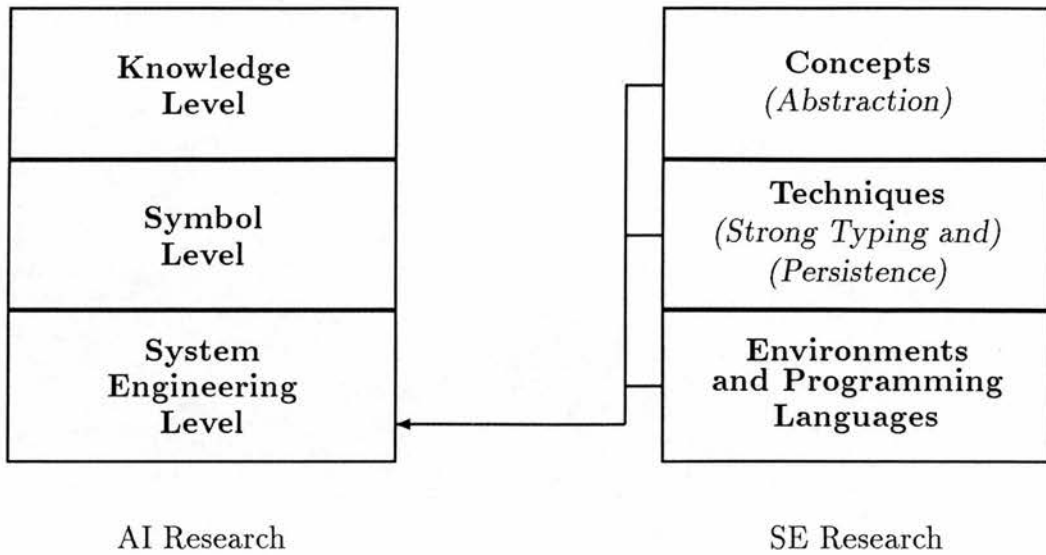 Knowledge
Level
Symbol
Level
System
Engineering
Level
AI Research
Concepts
(Abstraction)
Techniques
(Strong Typing and)
(Persistence)
Environments
and Programming
Languages
SE Research